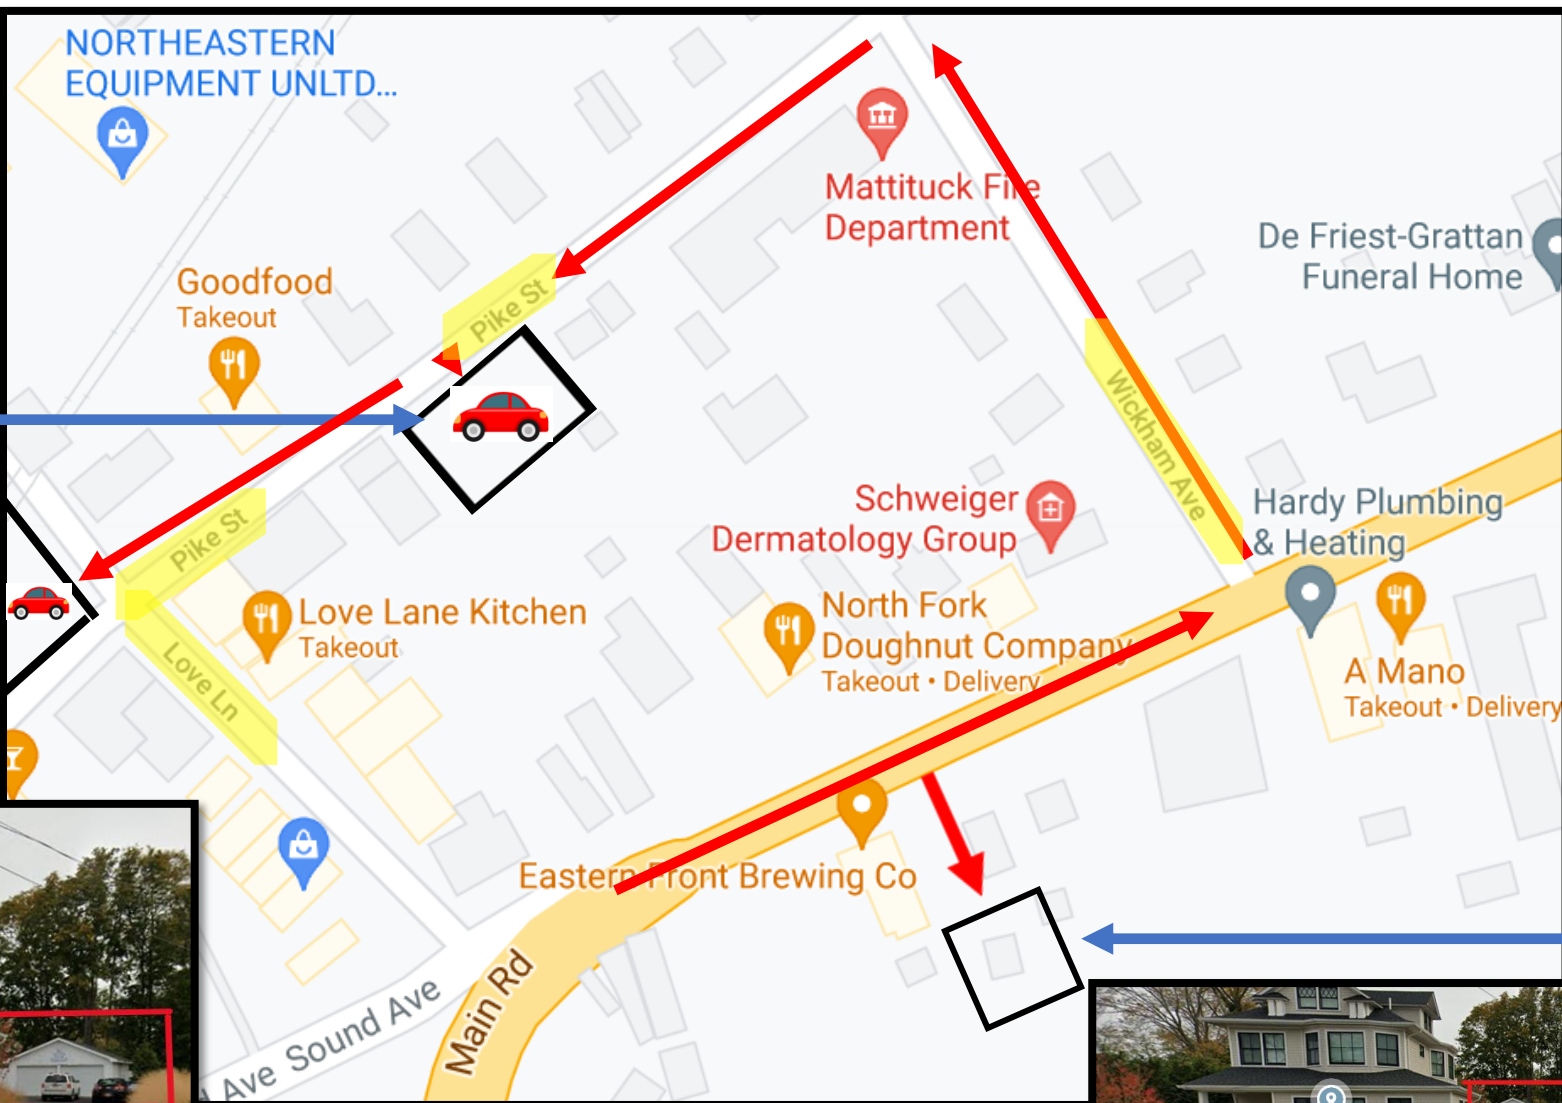 NORTHEASTERN
EQUIPMENT UNLTD...
Mattituck Fire
Department
De Friest-Grattan
Funeral Home
Goodfood
Takeout
Pike St
Wickham Ave
Schweiger
Dermatology Group
Hardy Plumbing
& Heating
Pike St
Love Lane Kitchen
Takeout
North Fork
Doughnut Company
Takeout • Delivery
A Mano
Takeout • Delivery
Love Ln
Eastern Front Brewing Co
Main Rd
Ave Sound Ave